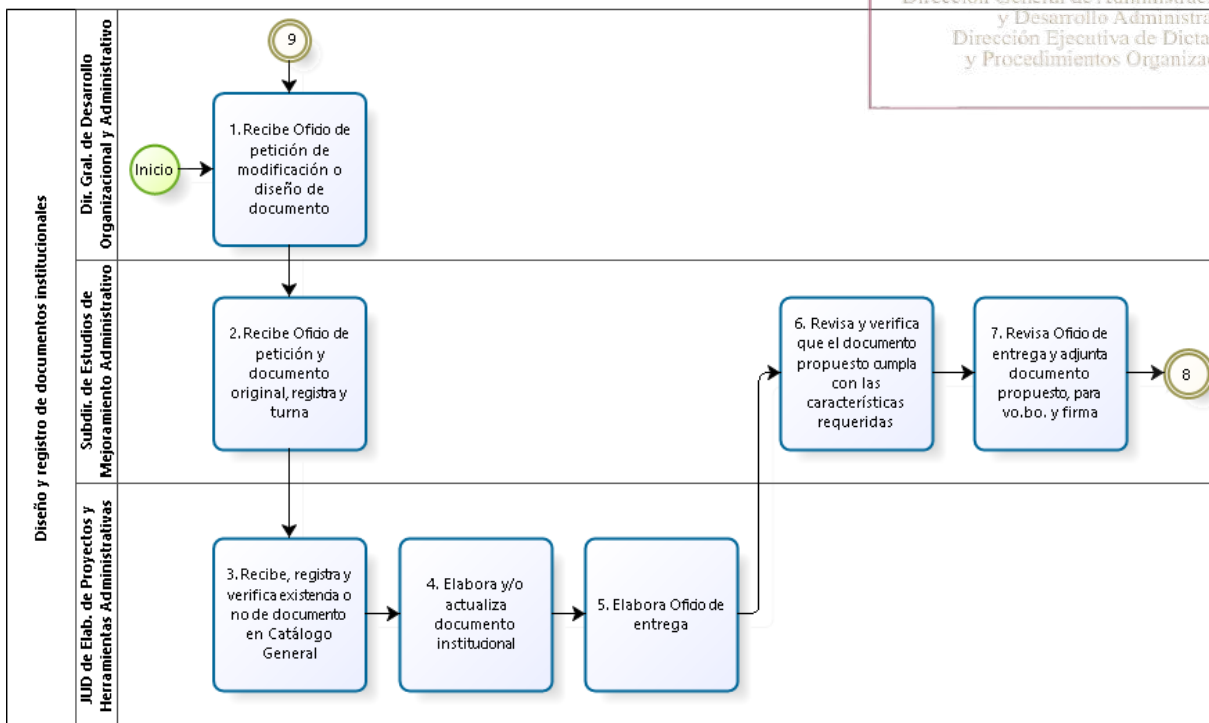 Dirección General de Administración
y Desarrollo Administra
Dirección Ejecutiva de Dicta
y Procedimientos Organiza
Diseño y registro de documentos institucionales
Dir. Gral. de Desarrollo
Organizacional y Administrativo
9
Inicio
1. Recibe Oficio de
petición de
modificación o
diseño de
documento
Subdir. de Estudios de
Mejoramiento Administrativo
2. Recibe Oficio de
petición y
documento
original, registra y
turna
6. Revisa y verifica
que el documento
propuesto cumpla
con las
características
requeridas
7. Revisa Oficio de
entrega y adjunta
documento
propuesto, para
vo.bo. y firma
8
JUD de Elab. de Proyectos y
Herramientas Administrativas
3. Recibe, registra y
verifica existencia o
no de documento
en Catálogo
General
4. Elabora y/o
actualiza
documento
institucional
5. Elabora Oficio de
entrega